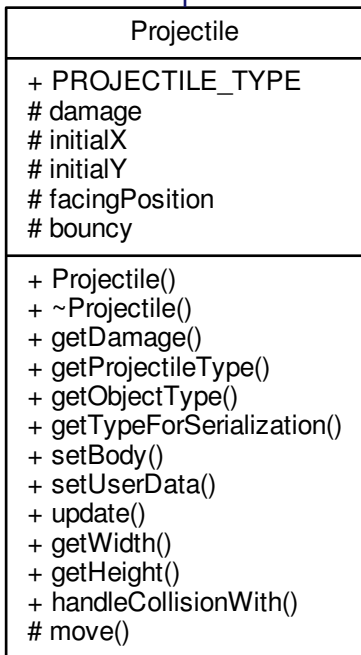 Projectile
+ PROJECTILE_TYPE
# damage
# initialX
# initialY
# facingPosition
# bouncy
+ Projectile()
+ ~Projectile()
+ getDamage()
+ getProjectileType()
+ getObjectType()
+ getTypeForSerialization()
+ setBody()
+ setUserData()
+ update()
+ getWidth()
+ getHeight()
+ handleCollisionWith()
# move()